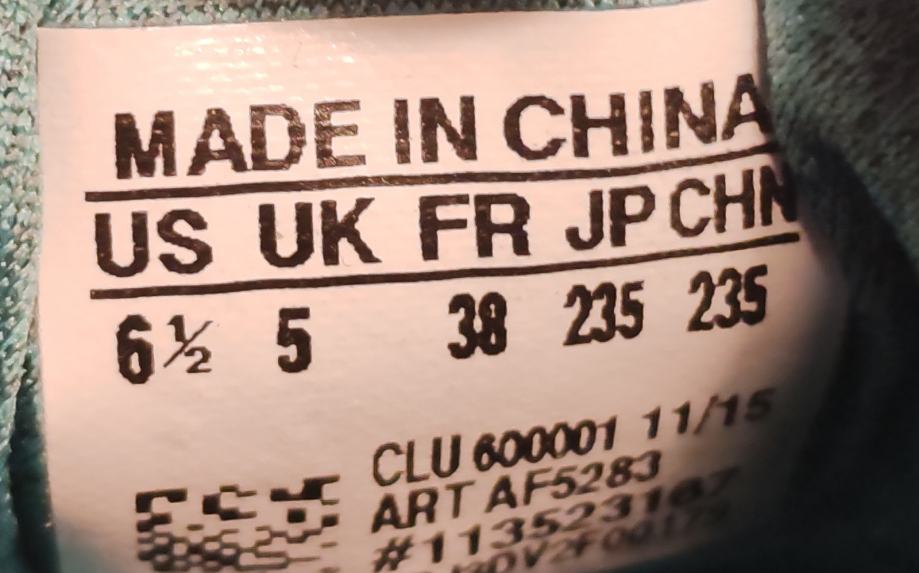 MADE IN CHINA
US UK FR JP CHN
6½ 5 38 235 235
CLU 600001 11/15
ART AF5283
#113523167